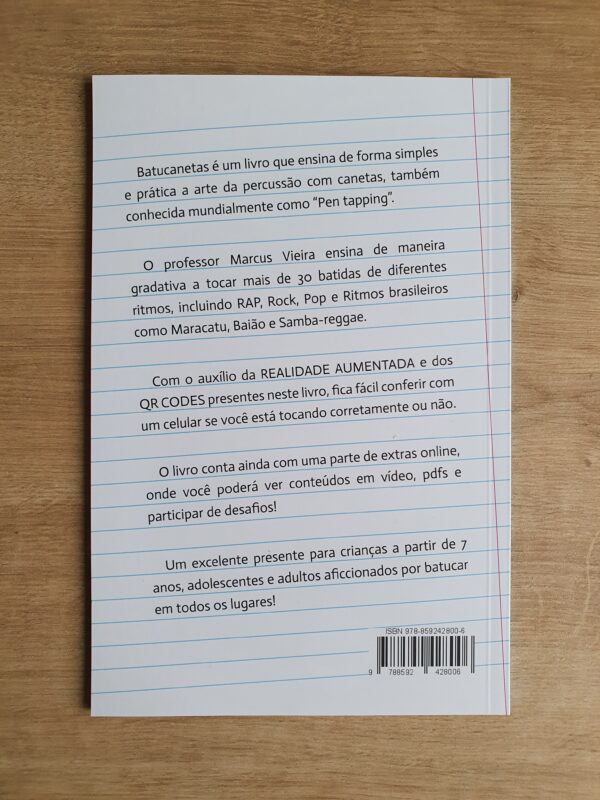 Batucanetas é um livro que ensina de forma simples
e prática a arte da percussão com canetas, também
conhecida mundialmente como “Pen tapping”.
O professor Marcus Vieira ensina de maneira
gradativa a tocar mais de 30 batidas de diferentes
ritmos, incluindo RAP, Rock, Pop e Ritmos brasileiros
como Maracatu, Baião e Samba-reggae.
Com o auxílio da REALIDADE AUMENTADA e dos
QR CODES presentes neste livro, fica fácil conferir com
um celular se você está tocando corretamente ou não.
O livro conta ainda com uma parte de extras online,
onde você poderá ver conteúdos em vídeo, pdfs e
participar de desafios!
Um excelente presente para crianças a partir de 7
anos, adolescentes e adultos aficcionados por batucar
em todos os lugares!
ISBN 978-859242800-6
9 788592 428006